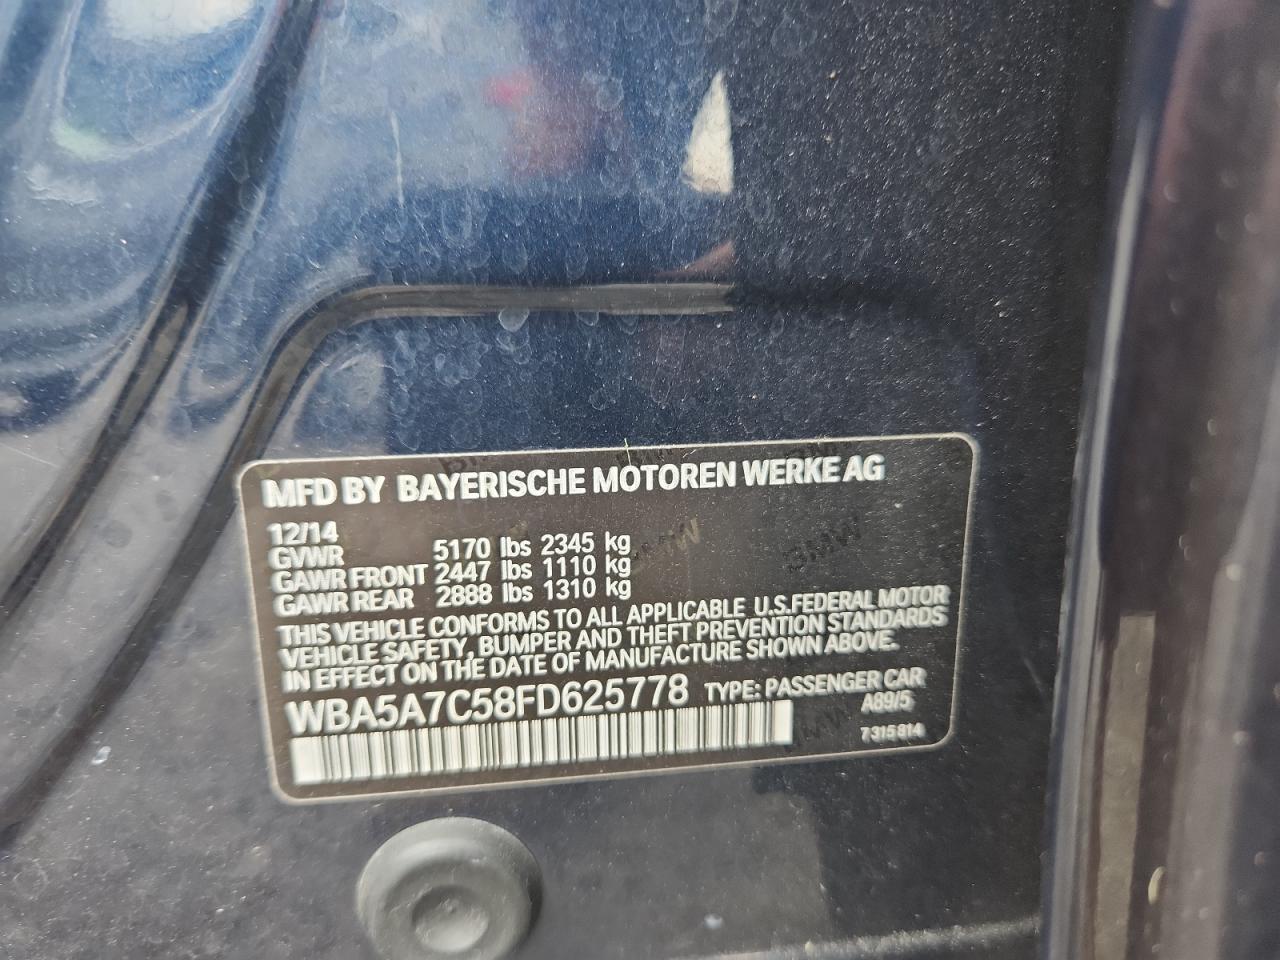 MFD BY BAYERISCHE MOTOREN WERKE AG
12/14
GVWR 5170 lbs 2345 kg
GAWR FRONT 2447 lbs 1110 kg
GAWR REAR 2888 lbs 1310 kg
THIS VEHICLE CONFORMS TO ALL APPLICABLE U.S.FEDERAL MOTOR
VEHICLE SAFETY, BUMPER AND THEFT PREVENTION STANDARDS
IN EFFECT ON THE DATE OF MANUFACTURE SHOWN ABOVE.
WBA5A7C58FD625778 TYPE: PASSENGER CAR
A89/5
7315814
BMW
BMW